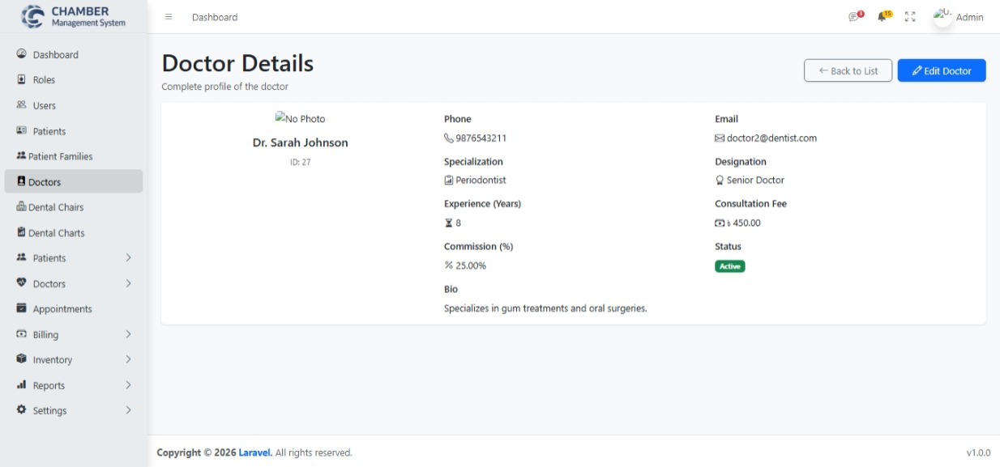 CHAMBER
Management System
Dashboard
3
15
U.
Admin
Dashboard
Roles
Users
Patients
Patient Families
Doctors
Dental Chairs
Dental Charts
Patients
Doctors
Appointments
Billing
Inventory
Reports
Settings
Doctor Details
Complete profile of the doctor
← Back to List
Edit Doctor
No Photo
Dr. Sarah Johnson
ID: 27
Phone
9876543211
Email
doctor2@dentist.com
Specialization
Periodontist
Designation
Senior Doctor
Experience (Years)
8
Consultation Fee
৳ 450.00
Commission (%)
% 25.00%
Status
Active
Bio
Specializes in gum treatments and oral surgeries.
Copyright © 2026 Laravel. All rights reserved.
v1.0.0